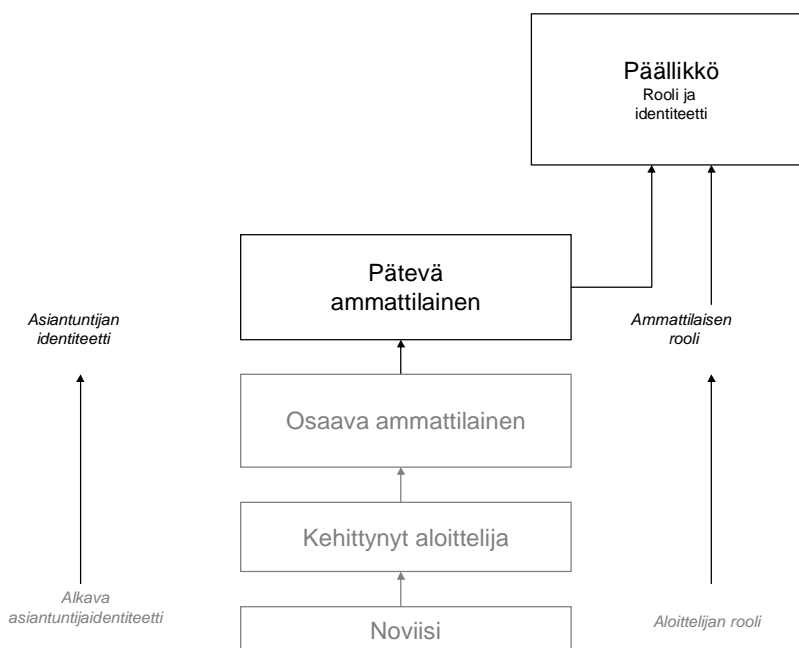 Päällikkö
Rooli ja
identiteetti
Pätevä
ammattilainen
Asiantuntijan
identiteetti
Ammattilaisen
rooli
Osaava ammattilainen
Kehittynyt aloittelija
Alkava
asiantuntijaidentiteetti
Noviisi
Aloittelijan rooli